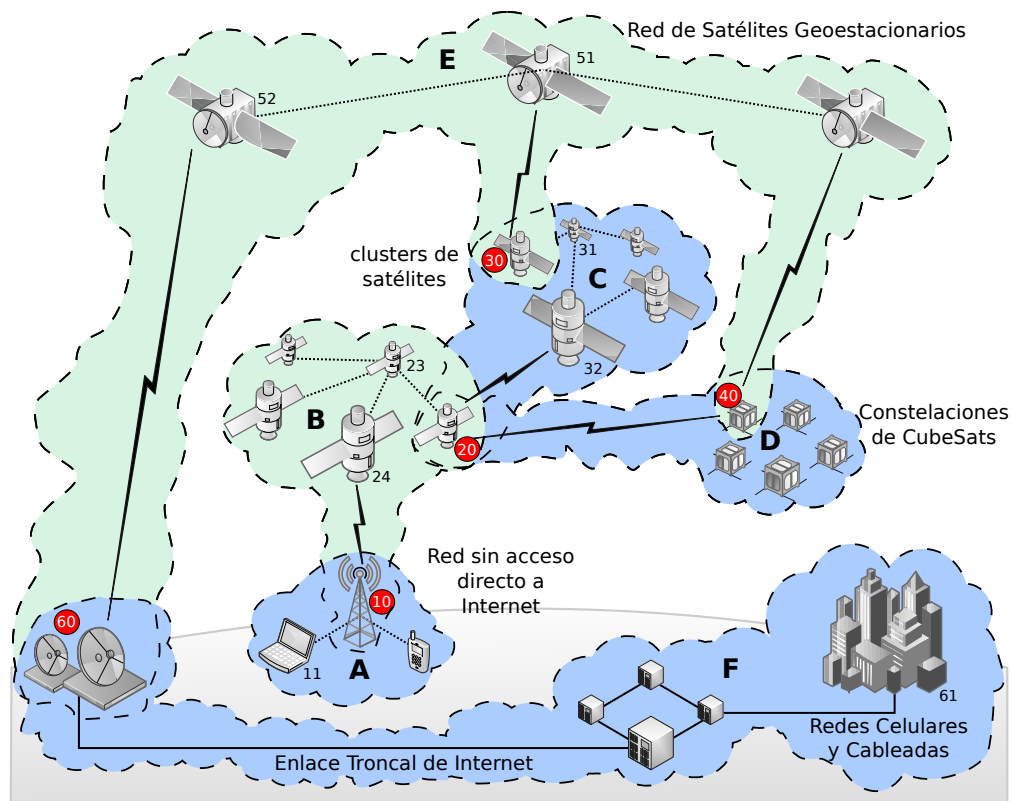 Red de Satélites Geoestacionarios
E
51
52
clusters de
satélites
31
30
C
32
23
B
40
Constelaciones
de CubeSats
D
20
24
Red sin acceso
directo a
Internet
10
60
11
A
F
61
Redes Celulares
y Cableadas
Enlace Troncal de Internet